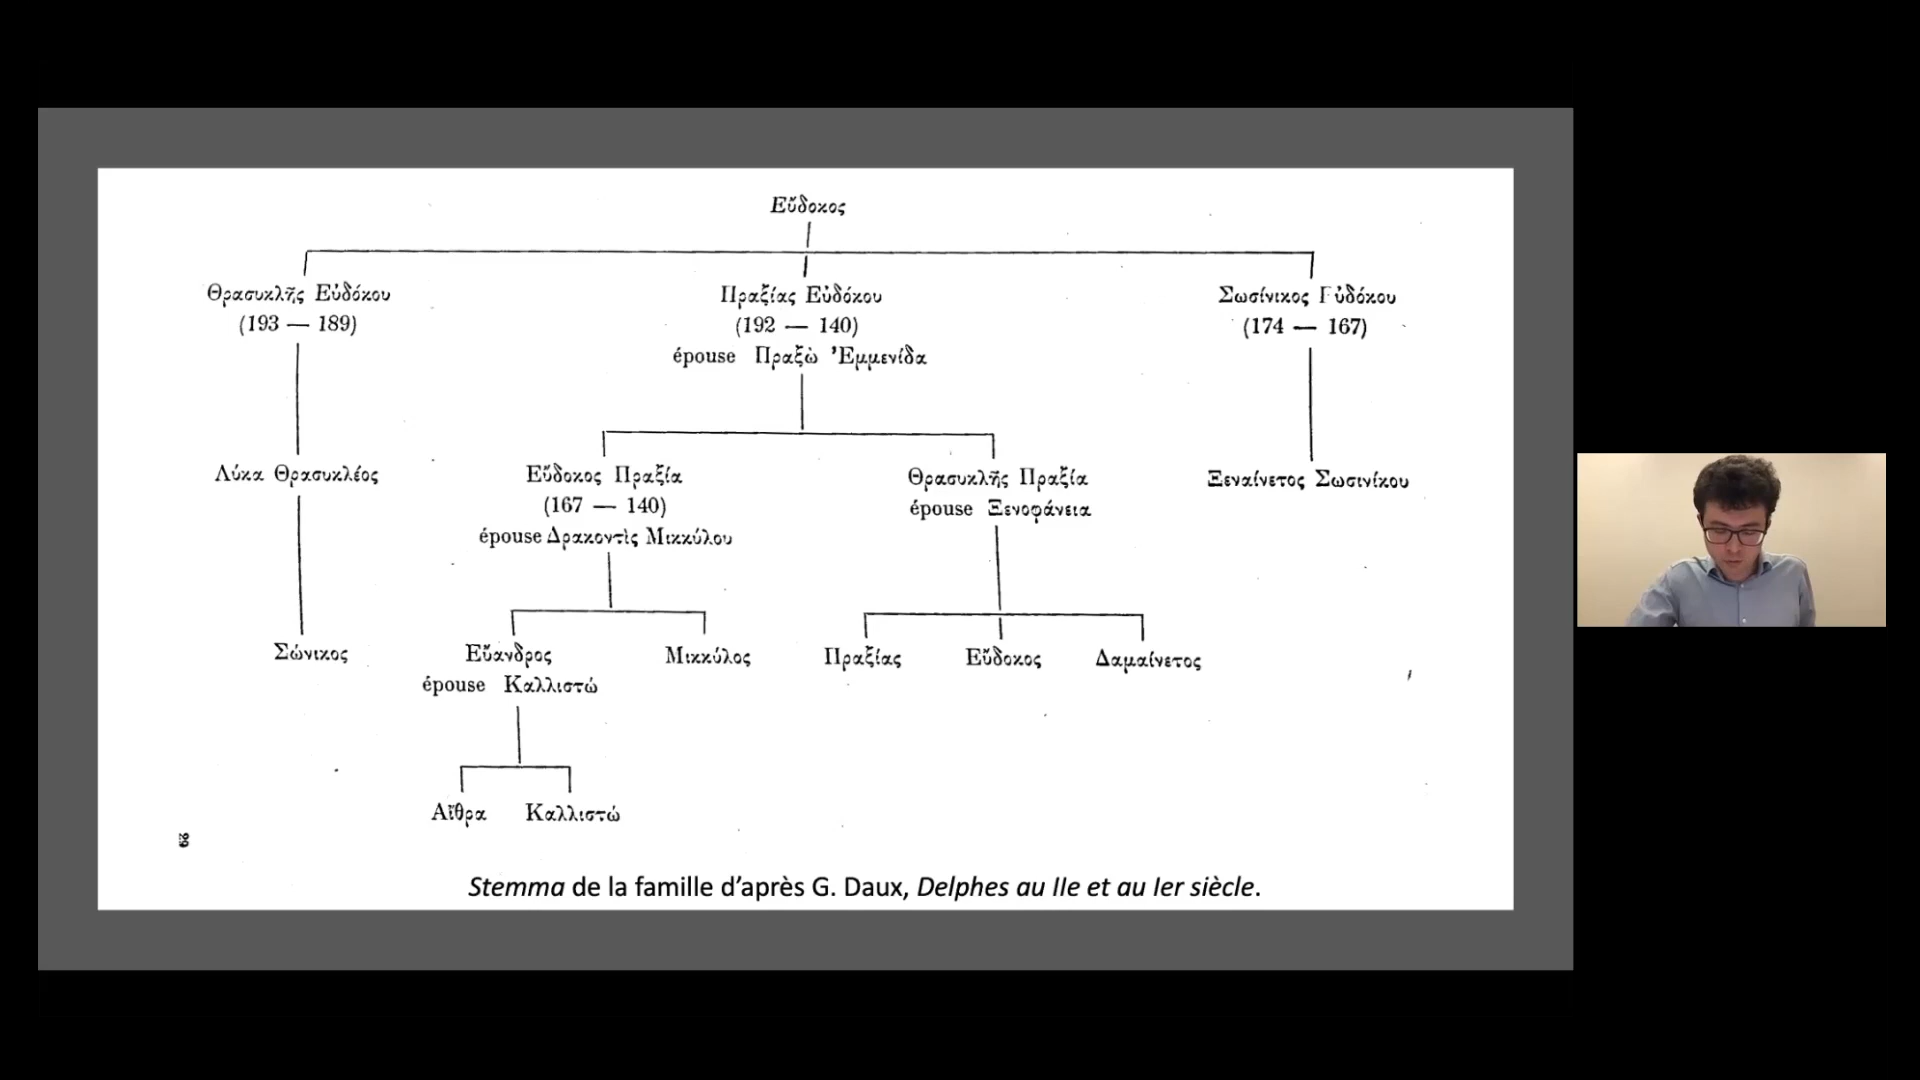 Εὔδοκος
Θρασυκλῆς Εὐδόκου
(193 — 189)
Πραξίας Εὐδόκου
(192 — 140)
épouse Πραξὼ Ἐμμενίδα
Σωσίνικος Γὐδόκου
(174 — 167)
Λύκα Θρασυκλέος
Εὔδοκος Πραξία
(167 — 140)
épouse Δρακοντὶς Μικκύλου
Θρασυκλῆς Πραξία
épouse Ξενοφάνεια
Ξεναίνετος Σωσινίκου
Σώνικος
Εὔανδρος
épouse Καλλιστώ
Μικκύλος
Πραξίας
Εὔδοκος
Δαμαίνετος
Αἴθρα
Καλλιστώ
Stemma de la famille d’après G. Daux, Delphes au IIe et au Ier siècle.